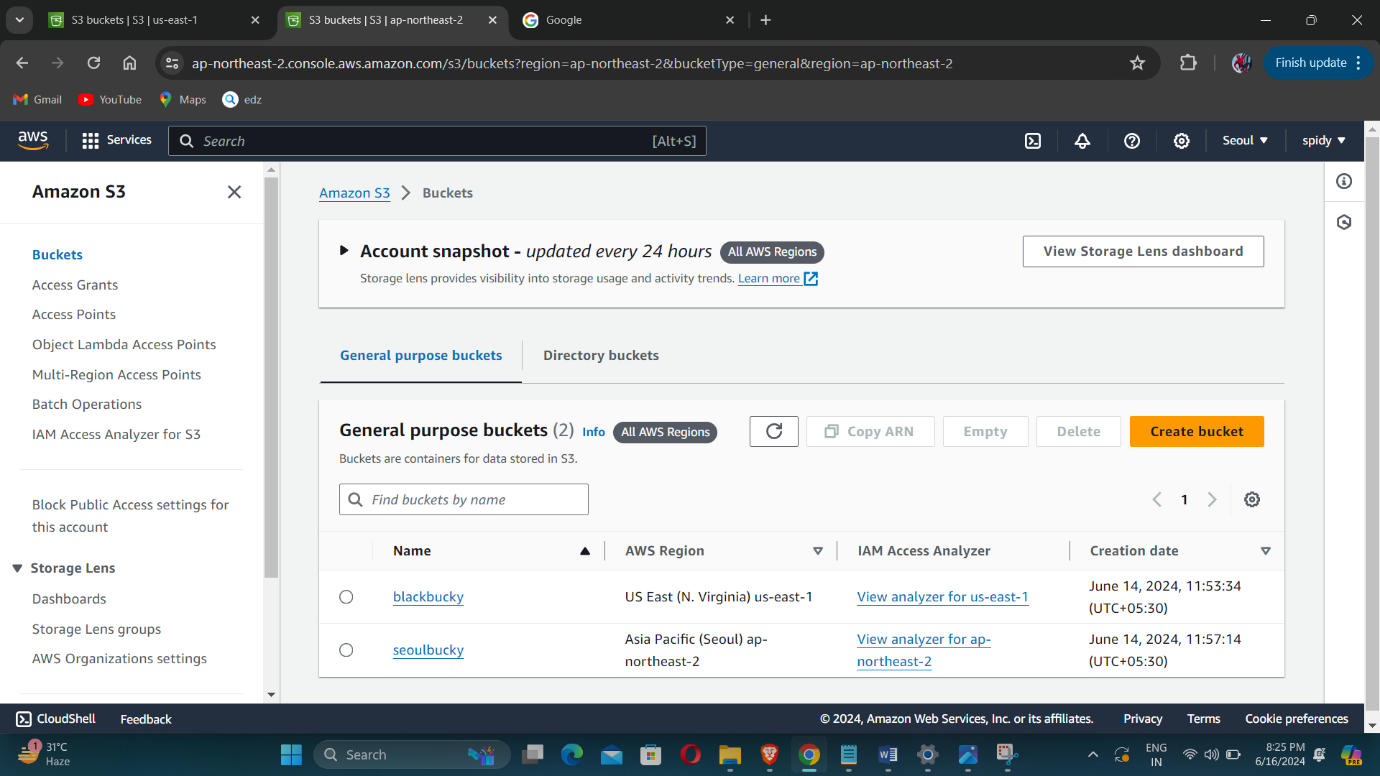 S3 buckets | S3 | us-east-1
S3 buckets | S3 | ap-northeast-2
Google
ap-northeast-2.console.aws.amazon.com/s3/buckets?region=ap-northeast-2&bucketType=general&region=ap-northeast-2
Finish update
Gmail
YouTube
Maps
edz
aws
Services
Search
[Alt+S]
Seoul
spidy
Amazon S3
Buckets
Access Grants
Access Points
Object Lambda Access Points
Multi-Region Access Points
Batch Operations
IAM Access Analyzer for S3
Block Public Access settings for
this account
Storage Lens
Dashboards
Storage Lens groups
AWS Organizations settings
Amazon S3 > Buckets
Account snapshot - updated every 24 hours All AWS Regions
Storage lens provides visibility into storage usage and activity trends. Learn more
View Storage Lens dashboard
General purpose buckets
Directory buckets
General purpose buckets (2) Info All AWS Regions
Buckets are containers for data stored in S3.
Copy ARN
Empty
Delete
Create bucket
Find buckets by name
1
Name
AWS Region
IAM Access Analyzer
Creation date
blackbucky
US East (N. Virginia) us-east-1
View analyzer for us-east-1
June 14, 2024, 11:53:34
(UTC+05:30)
seoulbucky
Asia Pacific (Seoul) ap-
northeast-2
View analyzer for ap-
northeast-2
June 14, 2024, 11:57:14
(UTC+05:30)
CloudShell
Feedback
© 2024, Amazon Web Services, Inc. or its affiliates.
Privacy
Terms
Cookie preferences
1
31°C
Haze
Search
ENG
IN
8:25 PM
6/16/2024
PRE